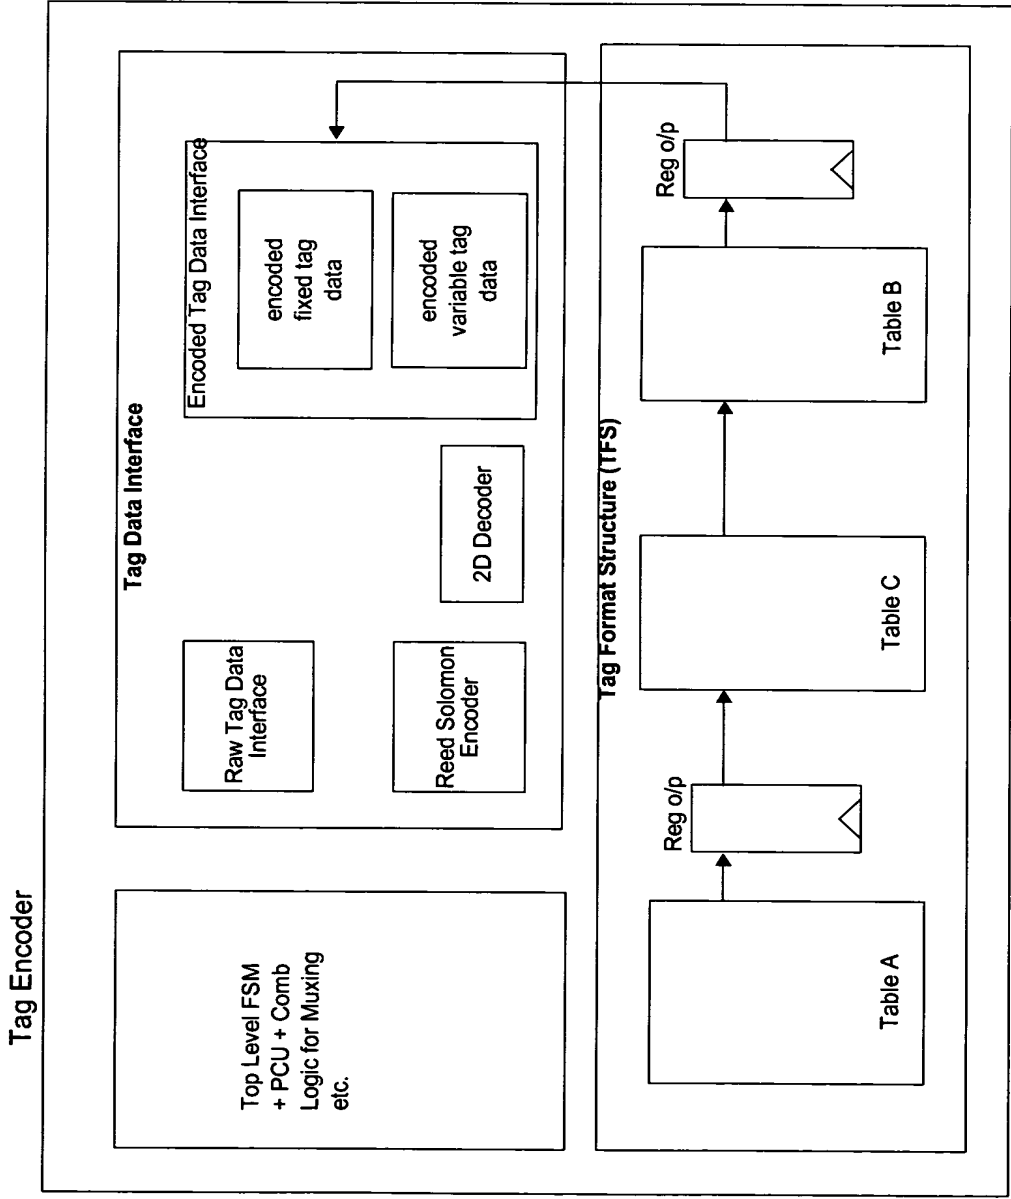 Tag Encoder
Top Level FSM
+ PCU + Comb
Logic for Muxing
etc.
Tag Data Interface
Raw Tag Data
Interface
Reed Solomon
Encoder
2D Decoder
Encoded Tag Data Interface
encoded
fixed tag
data
encoded
variable tag
data
Tag Format Structure (TFS)
Table A
Reg o/p
Table C
Table B
Reg o/p